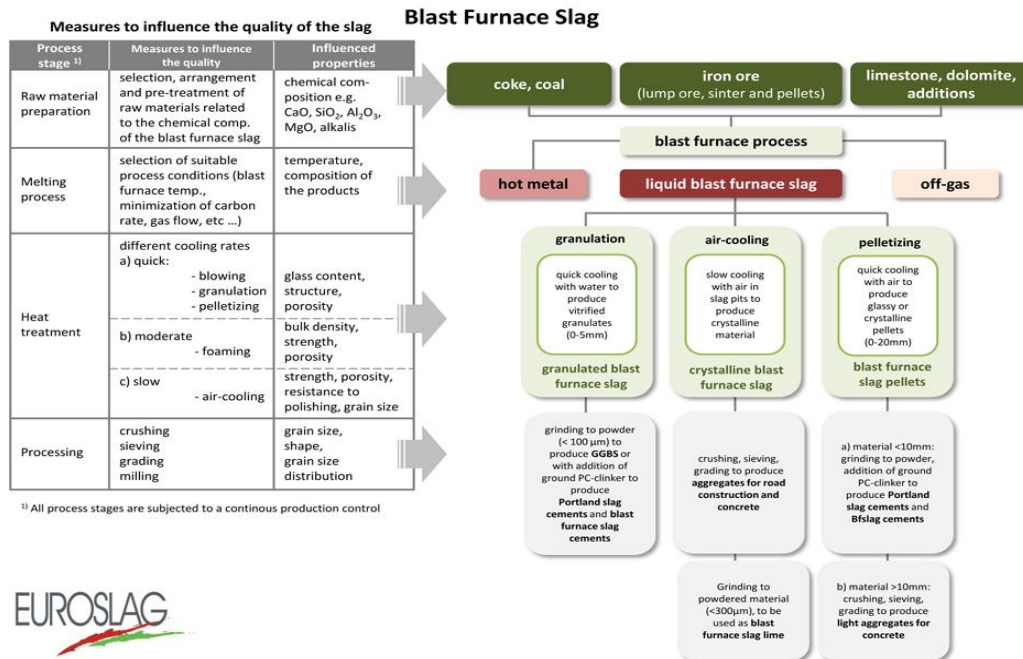 Blast Furnace Slag
Measures to influence the quality of the slag
Process
stage 1)
Measures to influence
the quality
Influenced
properties
Raw material
preparation
selection, arrangement
and pre-treatment of
raw materials related
to the chemical comp.
of the blast furnace slag
chemical com-
position e.g.
CaO, SiO2, Al2O3,
MgO, alkalis
Melting
process
selection of suitable
process conditions (blast
furnace temp.,
minimization of carbon
rate, gas flow, etc ...)
temperature,
composition of
the products
Heat
treatment
different cooling rates
a) quick:
- blowing
- granulation
- pelletizing
glass content,
structure,
porosity
b) moderate
- foaming
bulk density,
strength,
porosity
c) slow
- air-cooling
strength, porosity,
resistance to
polishing, grain size
Processing
crushing
sieving
grading
milling
grain size,
shape,
grain size
distribution
1) All process stages are subjected to a continous production control
coke, coal
iron ore
(lump ore, sinter and pellets)
limestone, dolomite,
additions
blast furnace process
hot metal
liquid blast furnace slag
off-gas
granulation
quick cooling
with water to
produce
vitrified
granulates
(0-5mm)
granulated blast
furnace slag
air-cooling
slow cooling
with air in
slag pits to
produce
crystalline
material
crystalline blast
furnace slag
pelletizing
quick cooling
with air to
produce
glassy or
crystalline
pellets
(0-20mm)
blast furnace
slag pellets
grinding to powder
(< 100 µm) to
produce GGBS or
with addition of
ground PC-clinker to
produce
Portland slag
cements and blast
furnace slag
cements
crushing, sieving,
grading to produce
aggregates for road
construction and
concrete
a) material <10mm:
grinding to powder,
addition of ground
PC-clinker to
produce Portland
slag cements and
Bfslag cements
Grinding to
powdered material
(<300µm), to be
used as blast
furnace slag lime
b) material >10mm:
crushing, sieving,
grading to produce
light aggregates for
concrete
EUROSLAG